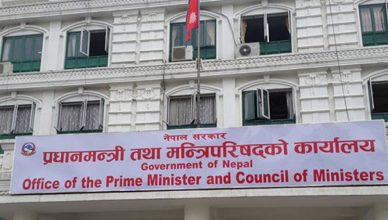 नेपाल सरकार
प्रधानमन्त्री तथा मन्त्रिपरिषद्को कार्यालय
Government of Nepal
Office of the Prime Minister and Council of Ministers